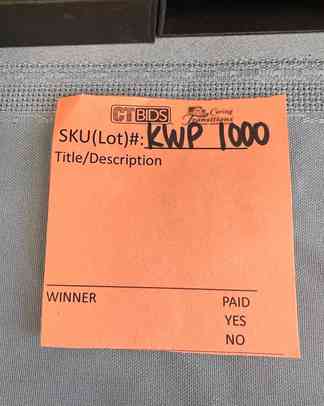 CTBIDS Caring Transitions
SKU(Lot)#: KWP 1000
Title/Description
WINNER PAID
YES
NO